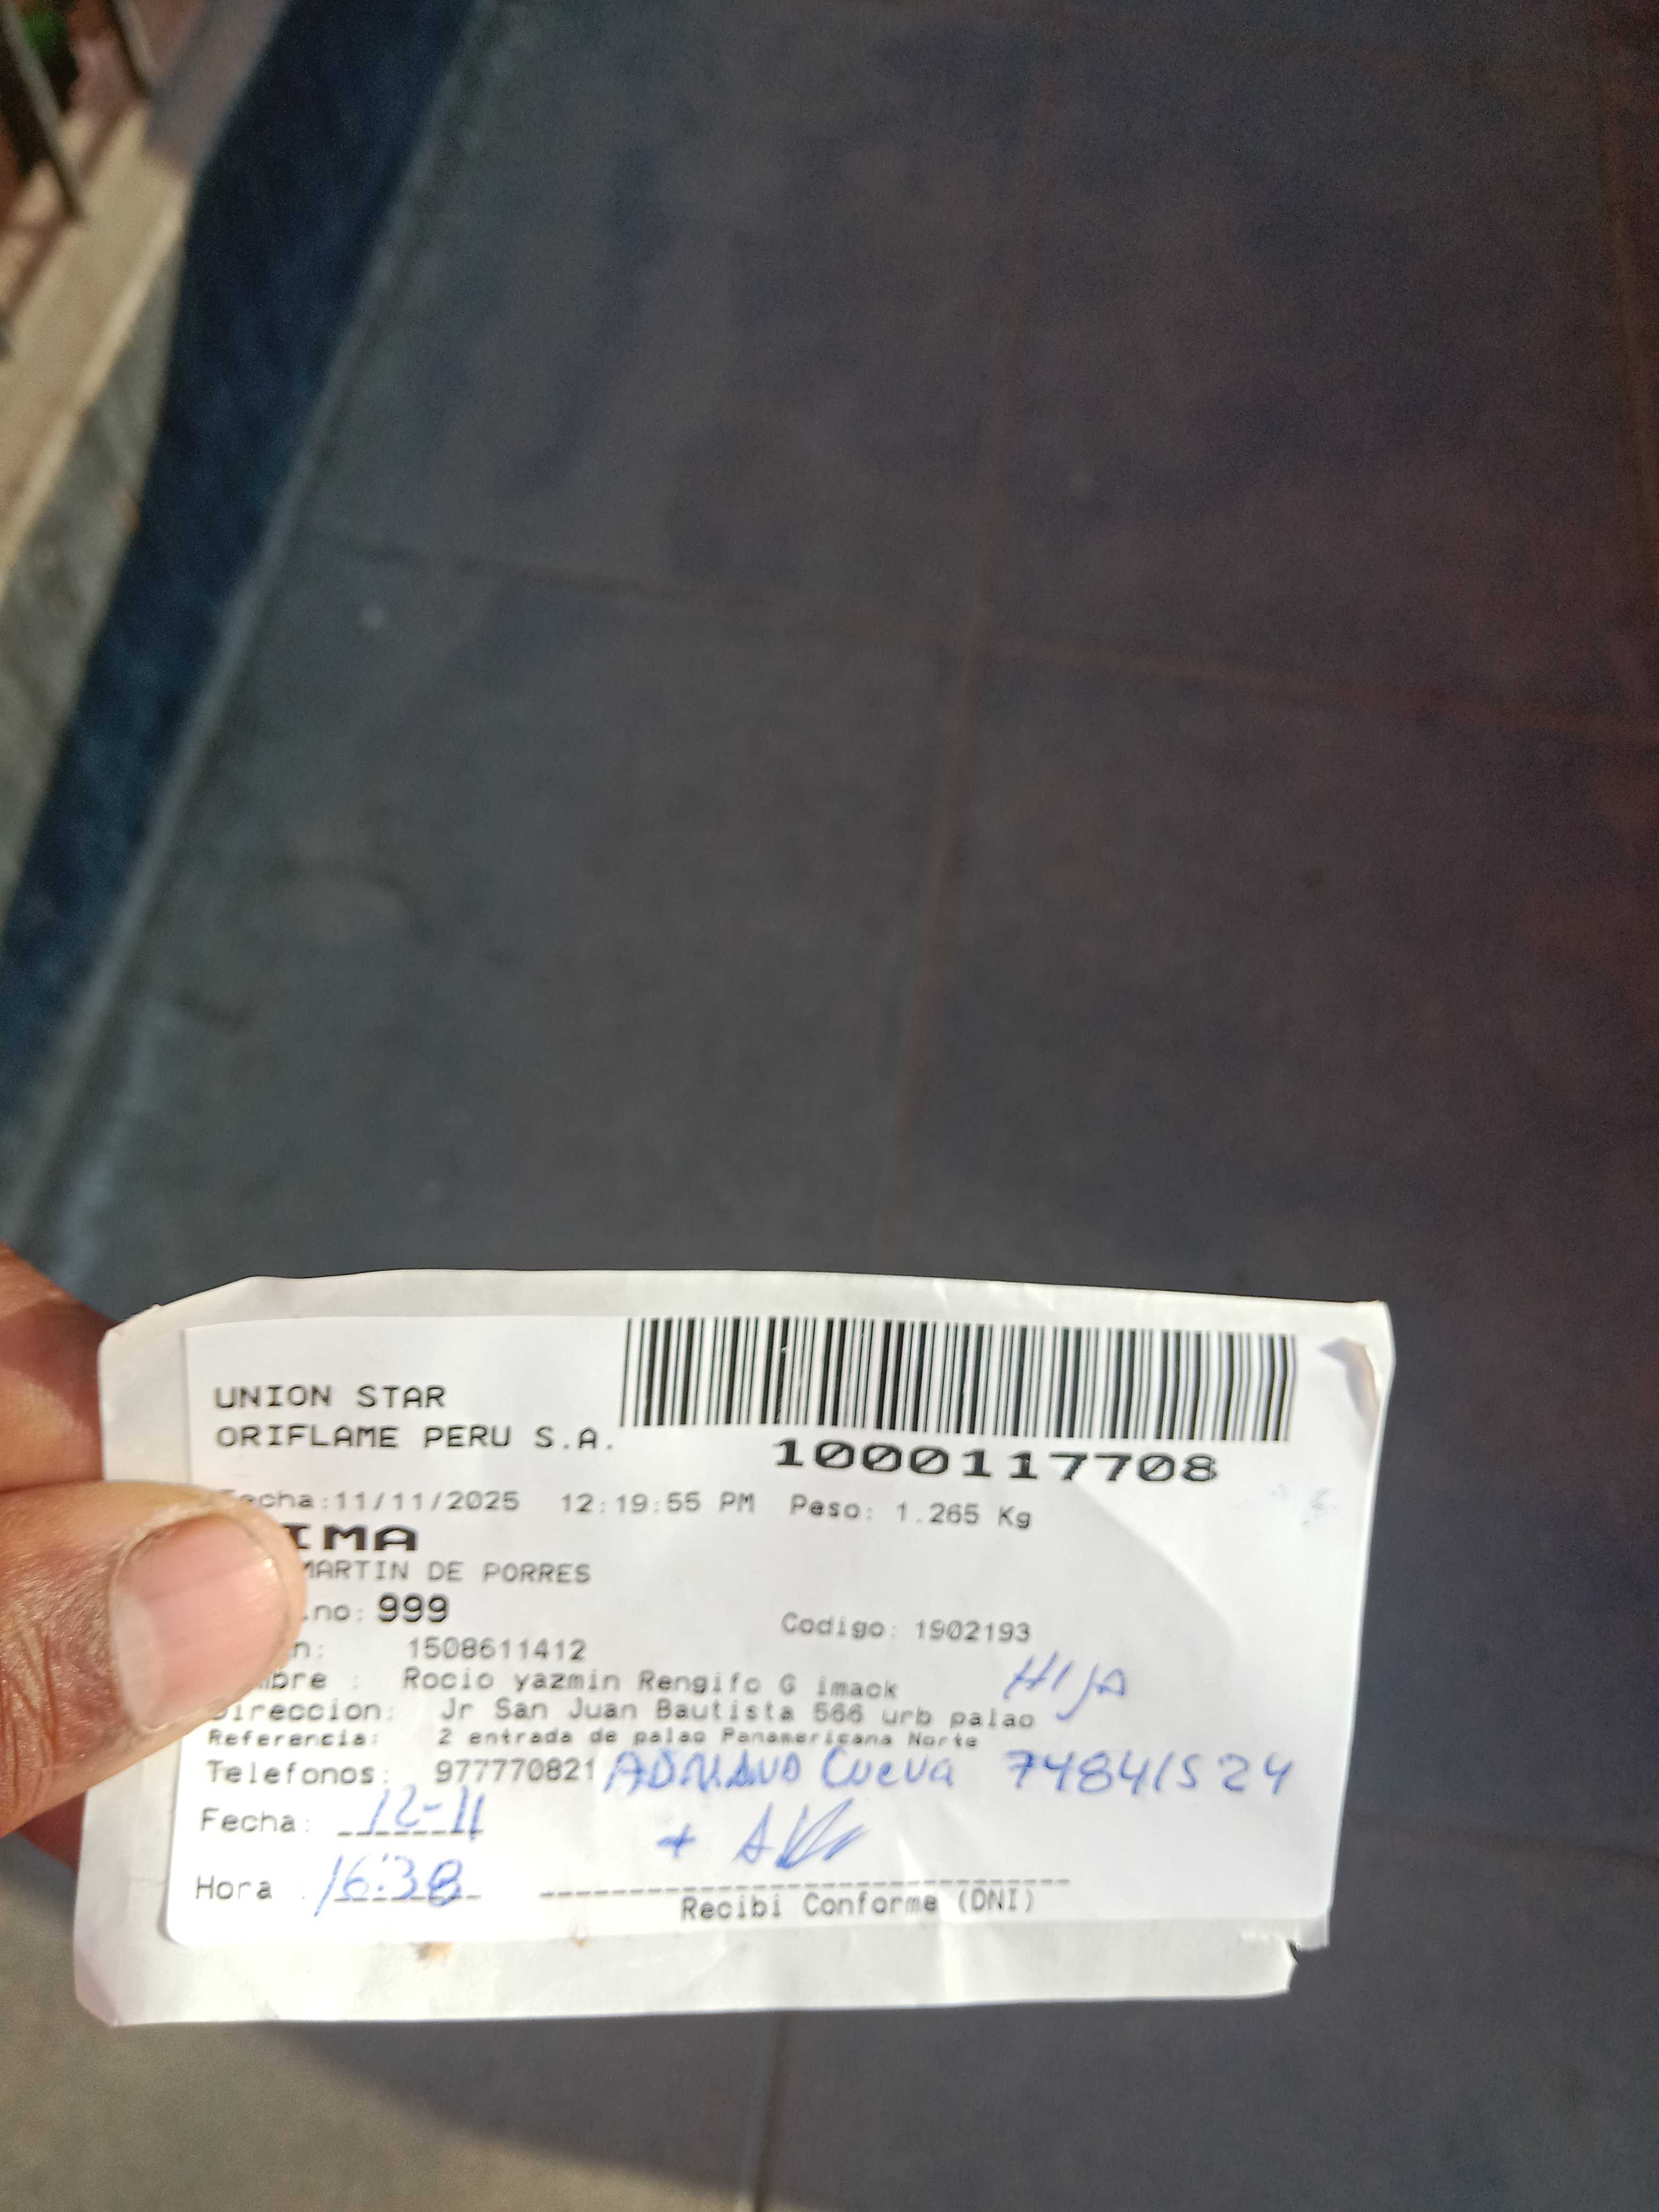 UNION STAR
ORIFLAME PERU S.A.
1000117708
Fecha:11/11/2025 12:19:55 PM Peso: 1.265 Kg
IMA
MARTIN DE PORRES
.no: 999
Codigo: 1902193
n: 1508611412
bre : Rocio yazmin Rengifo G imack
HIJA
Direccion: Jr San Juan Bautista 566 urb palao
Referencia: 2 entrada de palao Panamericana Norte
Telefonos: 977770821 Cueva 74841524
Fecha: 12-11
Hora : 16:38
Recibi Conforme (DNI)